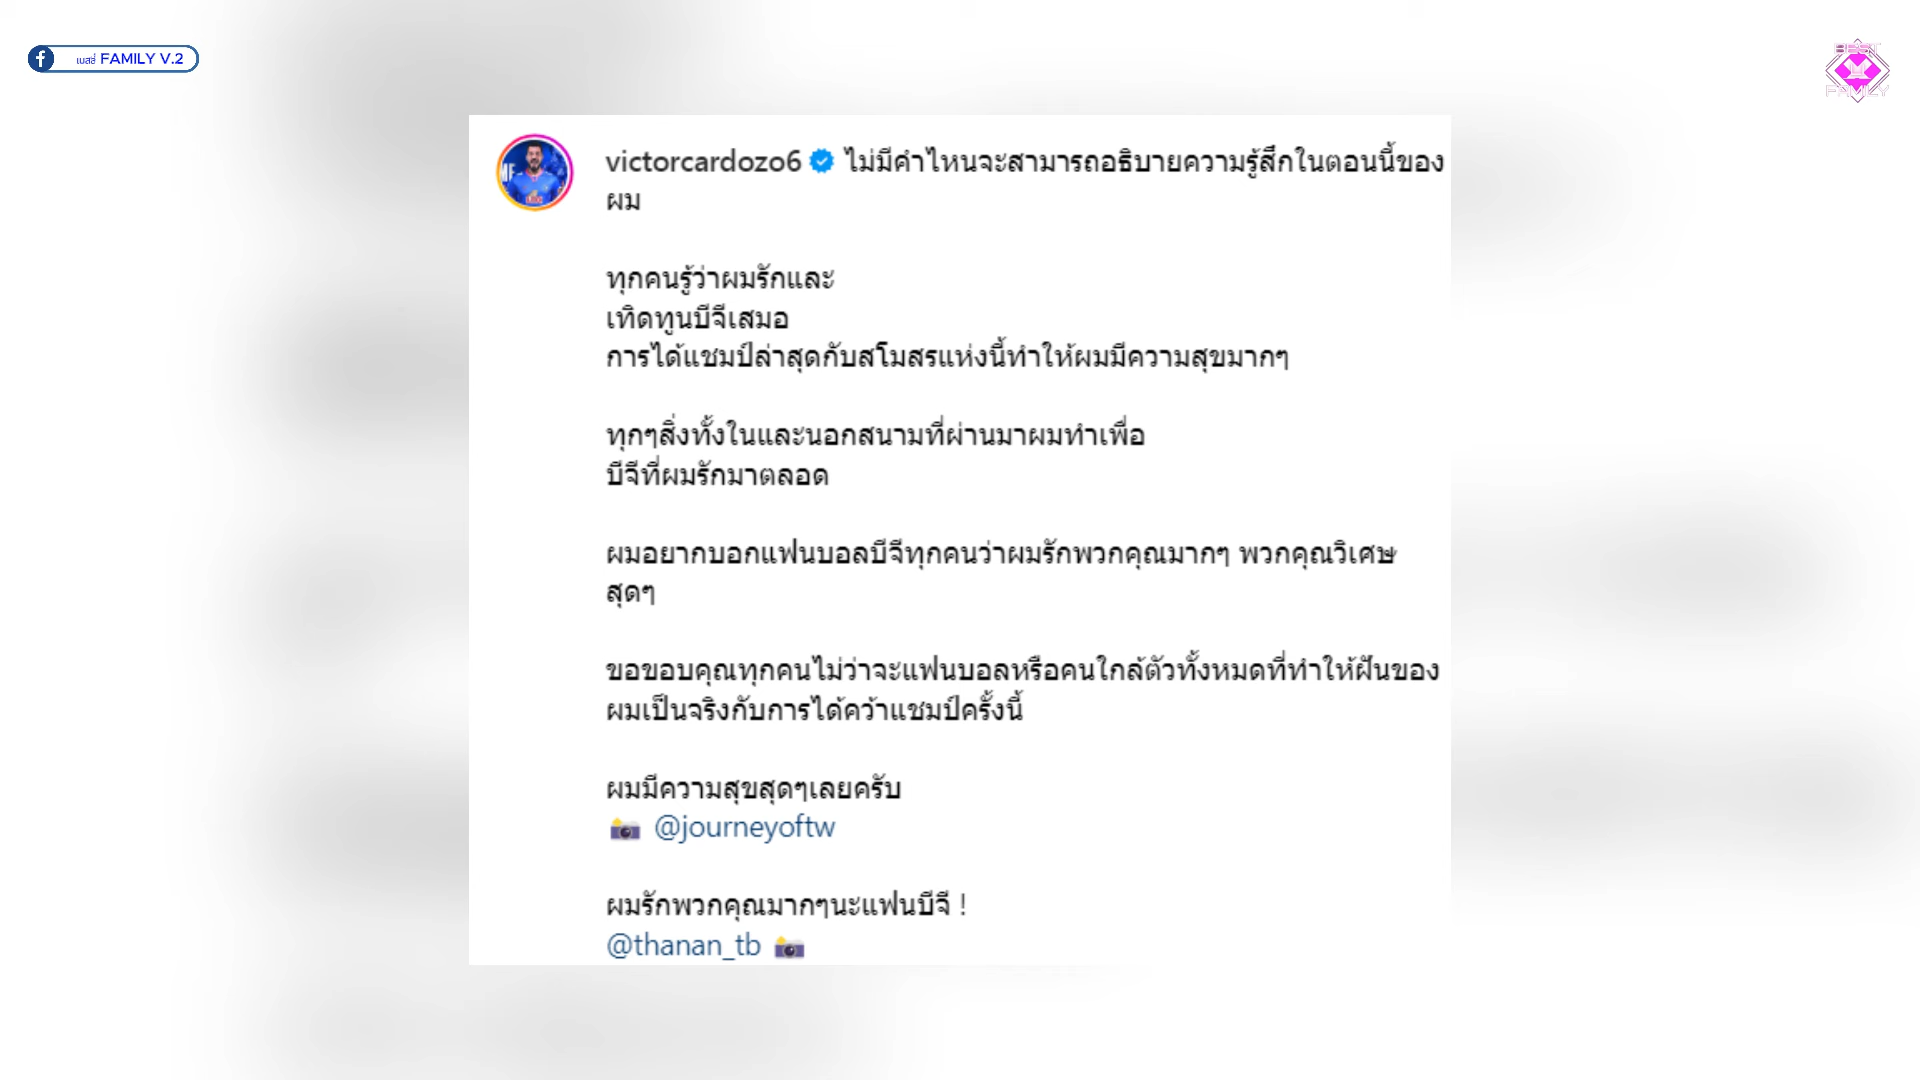 เบสซี่ FAMILY V.2
BEST
FAMILY
victorcardozo6 ไม่มีคำไหนจะสามารถอธิบายความรู้สึกในตอนนี้ของ
ผม
ทุกคนรู้ว่าผมรักและ
เทิดทูนบีจีเสมอ
การได้แชมป์ล่าสุดกับสโมสรแห่งนี้ทำให้ผมมีความสุขมากๆ
ทุกๆสิ่งทั้งในและนอกสนามที่ผ่านมาผมทำเพื่อ
บีจีที่ผมรักมาตลอด
ผมอยากบอกแฟนบอลบีจีทุกคนว่าผมรักพวกคุณมากๆ พวกคุณวิเศษ
สุดๆ
ขอขอบคุณทุกคนไม่ว่าจะแฟนบอลหรือคนใกล้ตัวทั้งหมดที่ทำให้ฝันของ
ผมเป็นจริงกับการได้คว้าแชมป์ครั้งนี้
ผมมีความสุขสุดๆเลยครับ
📸 @journeyoftw
ผมรักพวกคุณมากๆนะแฟนบีจี !
@thanan_tb 📸